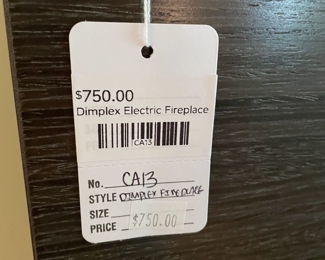 $750.00
Dimplex Electric Fireplace
CA13
No. CA13
STYLE DIMPLEX FIREPLACE
SIZE
PRICE $750.00